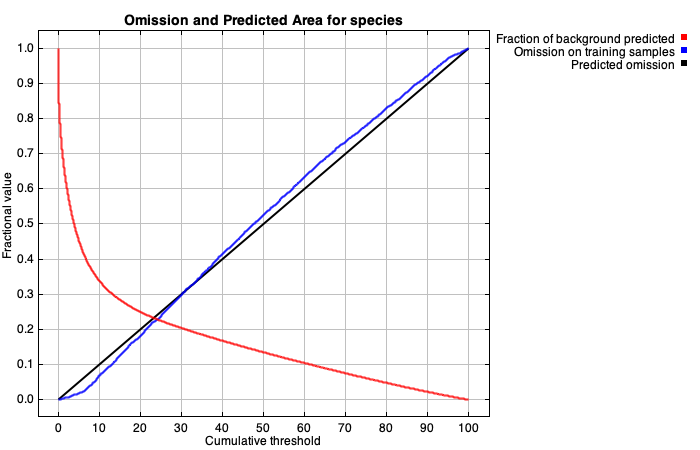 Omission and Predicted Area for species
Fraction of background predicted
Omission on training samples
Predicted omission
Fractional value
1.0
0.9
0.8
0.7
0.6
0.5
0.4
0.3
0.2
0.1
0.0
0 10 20 30 40 50 60 70 80 90 100
Cumulative threshold